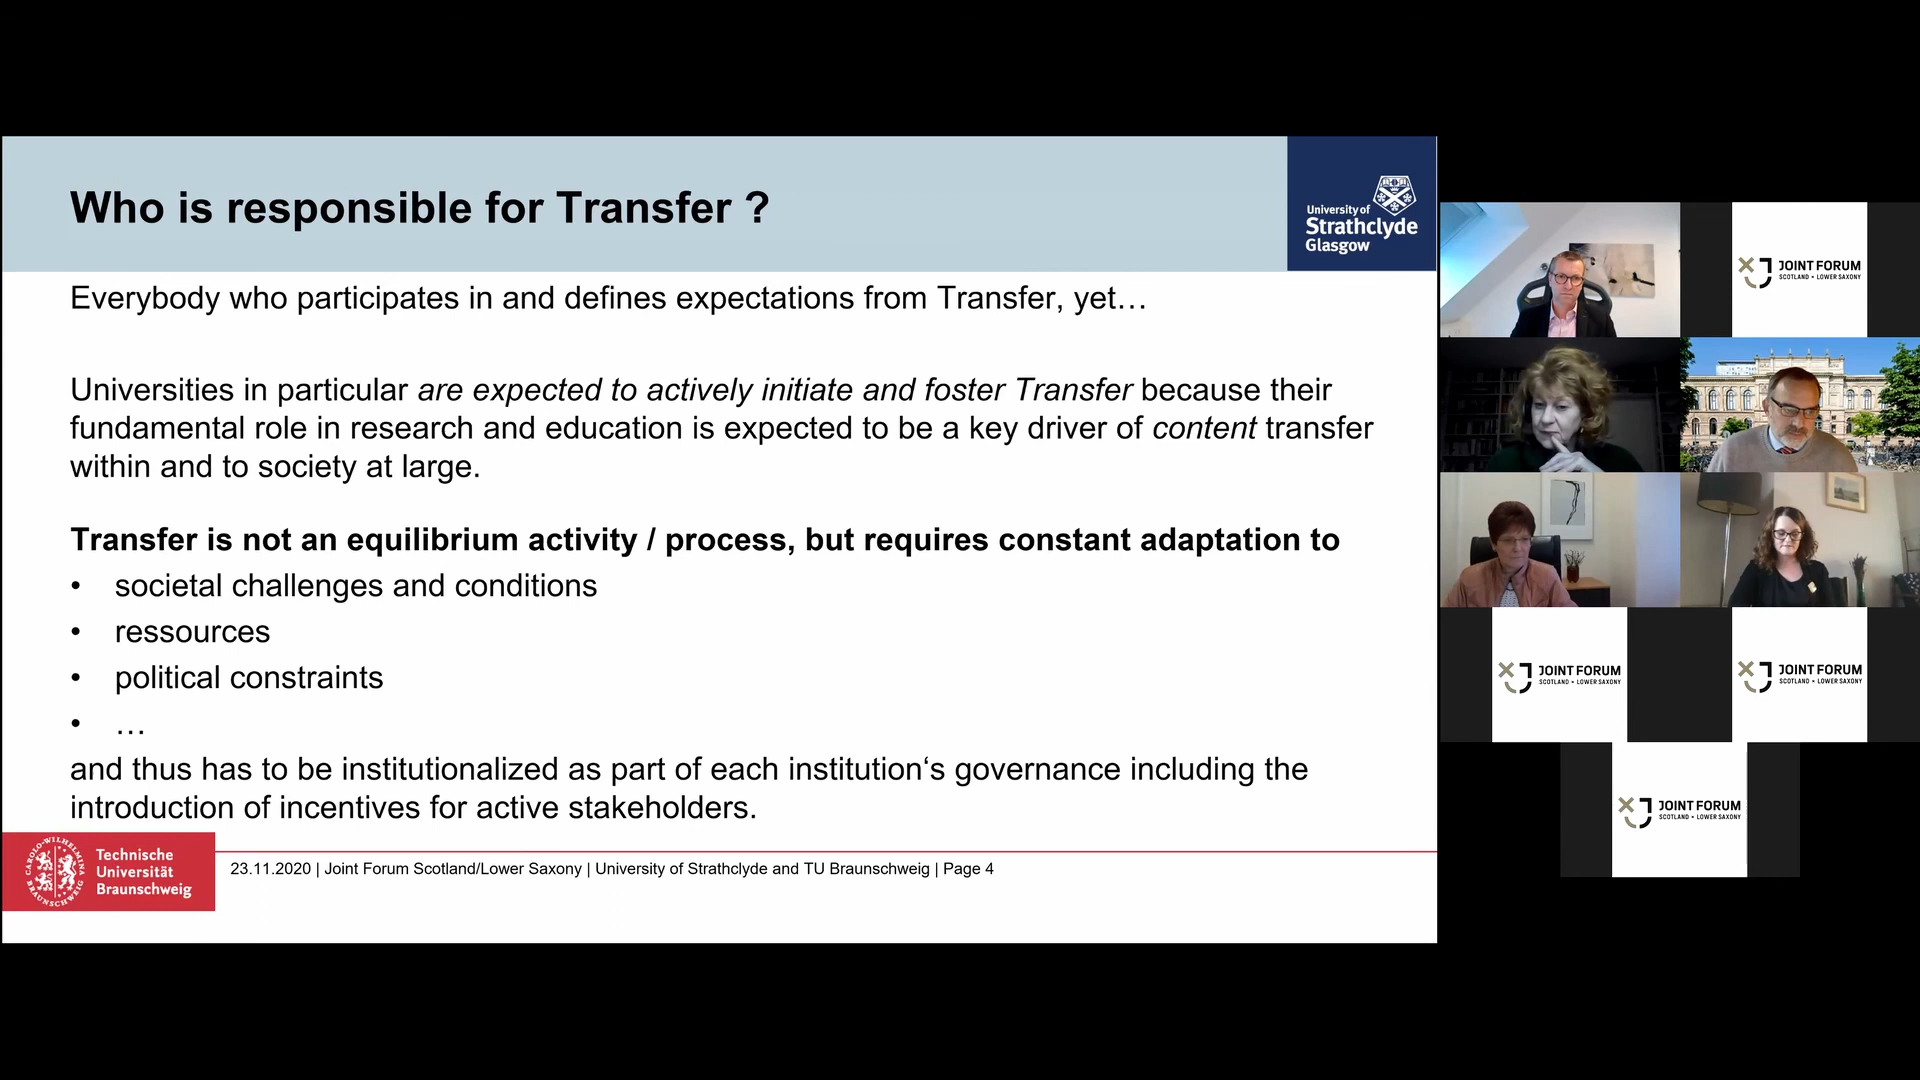 Who is responsible for Transfer ?
University of
Strathclyde
Glasgow
Everybody who participates in and defines expectations from Transfer, yet…
Universities in particular are expected to actively initiate and foster Transfer because their
fundamental role in research and education is expected to be a key driver of content transfer
within and to society at large.
Transfer is not an equilibrium activity / process, but requires constant adaptation to
• societal challenges and conditions
• ressources
• political constraints
• …
and thus has to be institutionalized as part of each institution‘s governance including the
introduction of incentives for active stakeholders.
CAROLO-WILHELMINA
BRAUNSCHWEIG
Technische
Universität
Braunschweig
23.11.2020 | Joint Forum Scotland/Lower Saxony | University of Strathclyde and TU Braunschweig | Page 4
JOINT FORUM
SCOTLAND • LOWER SAXONY
JOINT FORUM
SCOTLAND • LOWER SAXONY
JOINT FORUM
SCOTLAND • LOWER SAXONY
JOINT FORUM
SCOTLAND • LOWER SAXONY